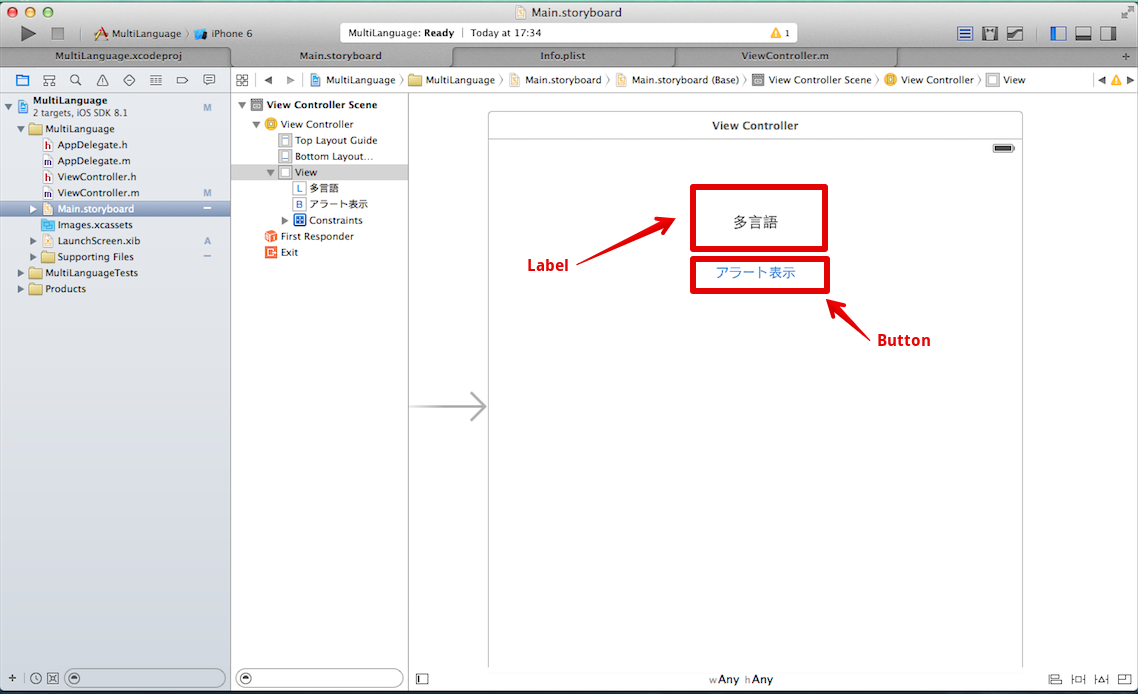 Main.storyboard
MultiLanguage
iPhone 6
MultiLanguage: Ready | Today at 17:34
1
MultiLanguage.xcodeproj
Main.storyboard
Info.plist
ViewController.m
MultiLanguage
MultiLanguage
Main.storyboard
Main.storyboard (Base)
View Controller Scene
View Controller
View
MultiLanguage
2 targets, iOS SDK 8.1
M
MultiLanguage
AppDelegate.h
AppDelegate.m
ViewController.h
ViewController.m
M
Main.storyboard
Images.xcassets
LaunchScreen.xib
A
Supporting Files
MultiLanguageTests
Products
View Controller Scene
View Controller
Top Layout Guide
Bottom Layout...
View
L 多言語
B アラート表示
Constraints
First Responder
Exit
View Controller
多言語
Label
アラート表示
Button
wAny hAny